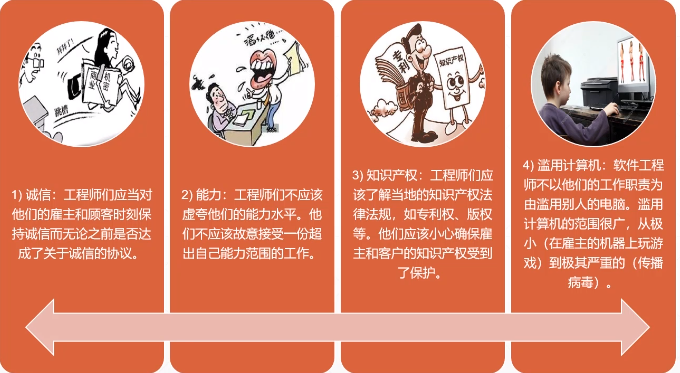 商业
机密
跳槽
专利
知识产权
1) 诚信：工程师们应当对
他们的雇主和顾客时刻保
持诚信而无论之前是否达
成了关于诚信的协议。
2) 能力：工程师们不应该
虚夸他们的能力水平。他
们不应该故意接受一份超
出自己能力范围的工作。
3) 知识产权：工程师们应
该了解当地的知识产权法
律法规，如专利权、版权
等。他们应该小心确保雇
主和客户的知识产权受到
了保护。
4) 滥用计算机：软件工程
师不以他们的工作职责为
由滥用别人的电脑。滥用
计算机的范围很广，从极
小（在雇主的机器上玩游
戏）到极其严重的（传播
病毒）。